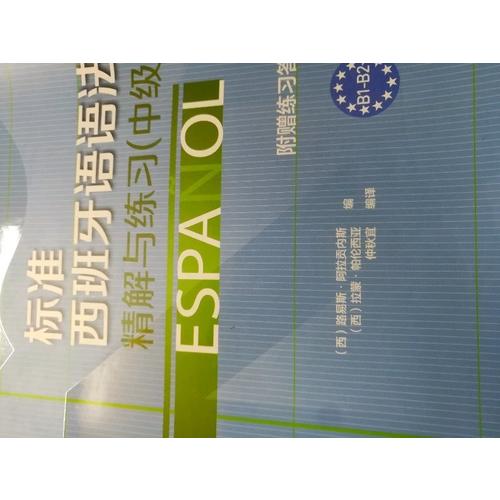 标准
西班牙语语法
精解与练习(中级
ESPANOL
附赠练习答
B1-B2
(西)路易斯·阿拉贡内斯
(西)拉蒙·帕伦西亚 编
仲秋宜 编译